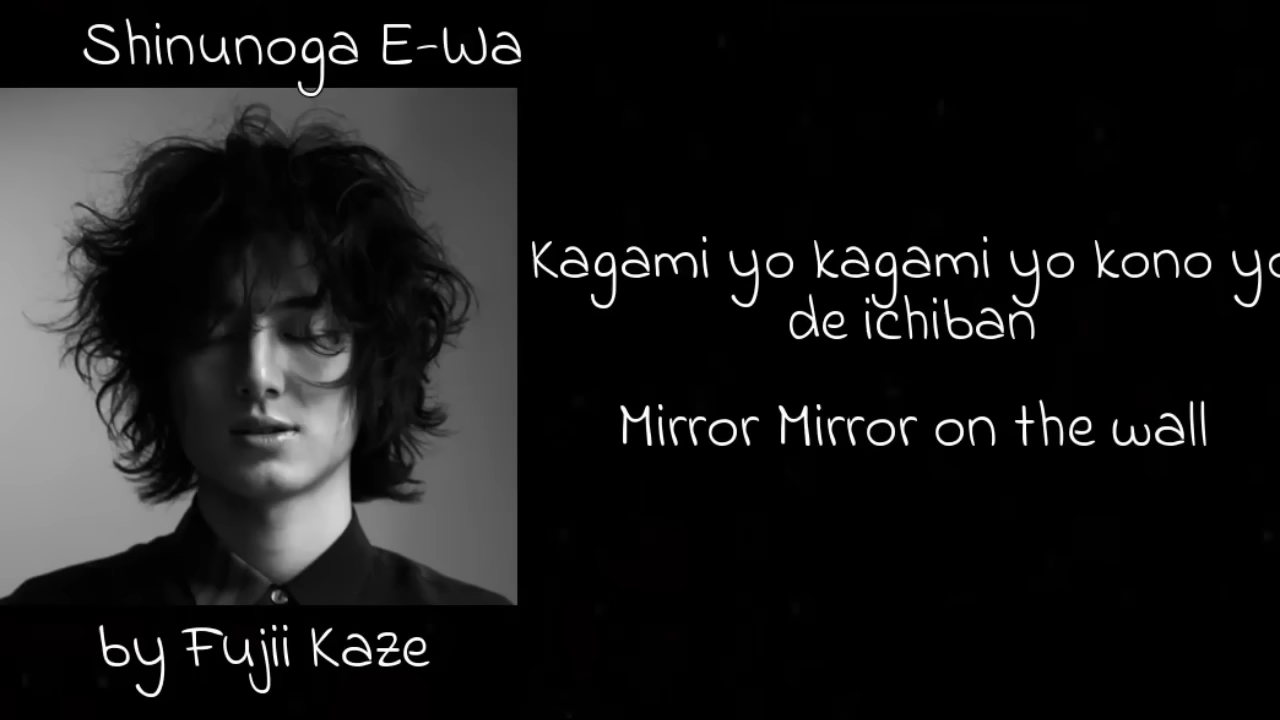 Shinunoga E-Wa
Kagami yo kagami yo kono yo
de ichiban
Mirror Mirror on the wall
by Fujii Kaze